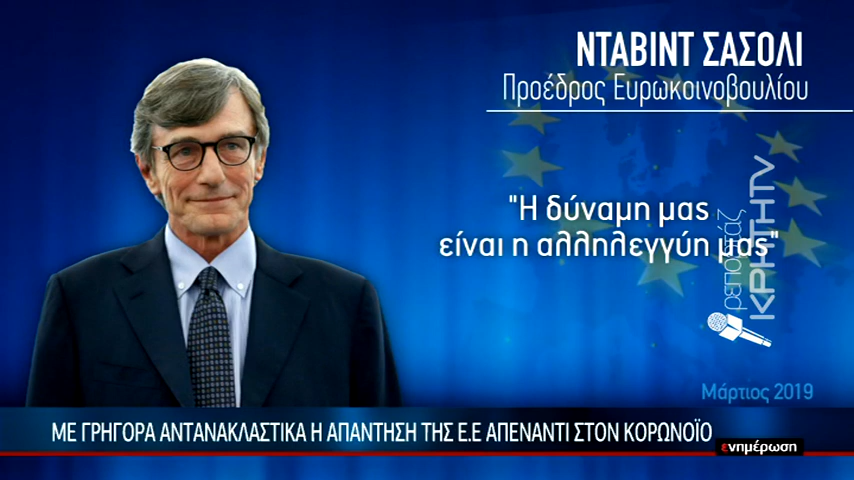 ΝΤΑΒΙΝΤ ΣΑΣΟΛΙ
Προέδρος Ευρωκοινοβουλίου
"Η δύναμη μας
είναι η αλληλεγγύη μας"
ρεπορτάζ
ΚΡΗΤΗTV
Μάρτιος 2019
ΜΕ ΓΡΗΓΟΡΑ ΑΝΤΑΝΑΚΛΑΣΤΙΚΑ Η ΑΠΑΝΤΗΣΗ ΤΗΣ Ε.Ε ΑΠΕΝΑΝΤΙ ΣΤΟΝ ΚΟΡΩΝΟΪΟ
ενημέρωση